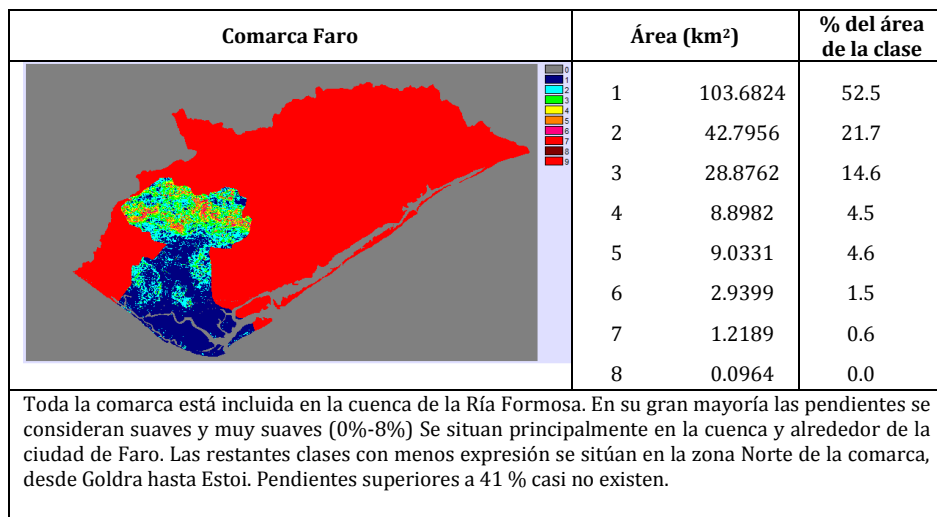 Comarca Faro Área (km²) % del área
de la clase
0
1
2
3
4
5
6
7
8
9
1 103.6824 52.5
2 42.7956 21.7
3 28.8762 14.6
4 8.8982 4.5
5 9.0331 4.6
6 2.9399 1.5
7 1.2189 0.6
8 0.0964 0.0
Toda la comarca está incluida en la cuenca de la Ría Formosa. En su gran mayoría las pendientes se
consideran suaves y muy suaves (0%-8%) Se situan principalmente en la cuenca y alrededor de la
ciudad de Faro. Las restantes clases con menos expresión se sitúan en la zona Norte de la comarca,
desde Goldra hasta Estoi. Pendientes superiores a 41 % casi no existen.